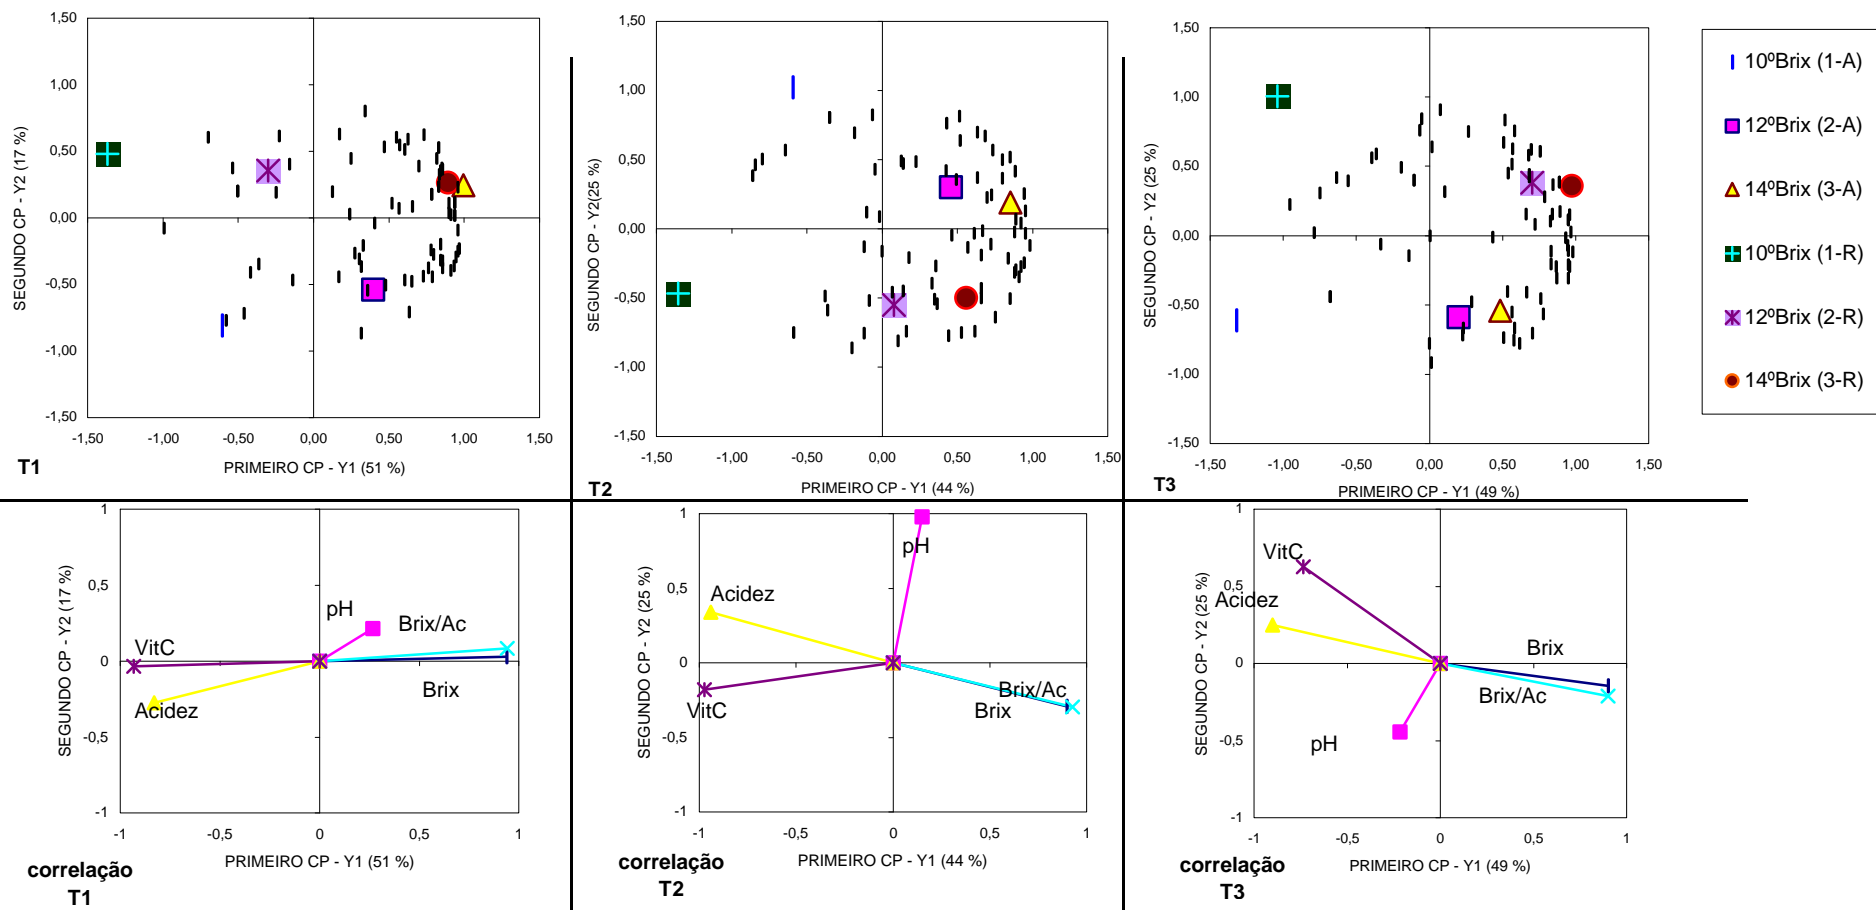 1,50
1,00
0,50
0,00
-0,50
-1,00
-1,50
-1,50
-1,00
-0,50
0,00
0,50
1,00
1,50
SEGUNDO CP - Y2 (17 %)
PRIMEIRO CP - Y1 (51 %)
T1
1,50
1,00
0,50
0,00
-0,50
-1,00
-1,50
-1,50
-1,00
-0,50
0,00
0,50
1,00
1,50
SEGUNDO CP - Y2(25 %)
PRIMEIRO CP - Y1 (44 %)
T2
1,50
1,00
0,50
0,00
-0,50
-1,00
-1,50
-1,50
-1,00
-0,50
0,00
0,50
1,00
1,50
SEGUNDO CP - Y2 (25 %)
PRIMEIRO CP - Y1 (49 %)
T3
10ºBrix (1-A)
12ºBrix (2-A)
14ºBrix (3-A)
10ºBrix (1-R)
12ºBrix (2-R)
14ºBrix (3-R)
1
0,5
0
-0,5
-1
-1
-0,5
0
0,5
1
SEGUNDO CP - Y2 (17 %)
pH
Brix/Ac
VitC
Brix
Acidez
PRIMEIRO CP - Y1 (51 %)
correlação
T1
1
0,5
0
-0,5
-1
-1
-0,5
0
0,5
1
SEGUNDO CP - Y2 (25 %)
pH
Acidez
Brix/Ac
VitC
Brix
PRIMEIRO CP - Y1 (44 %)
correlação
T2
1
0,5
0
-0,5
-1
-0,5
0
0,5
1
SEGUNDO CP - Y2 (25 %)
VitC
Acidez
Brix
Brix/Ac
pH
PRIMEIRO CP - Y1 (49 %)
correlação
T3